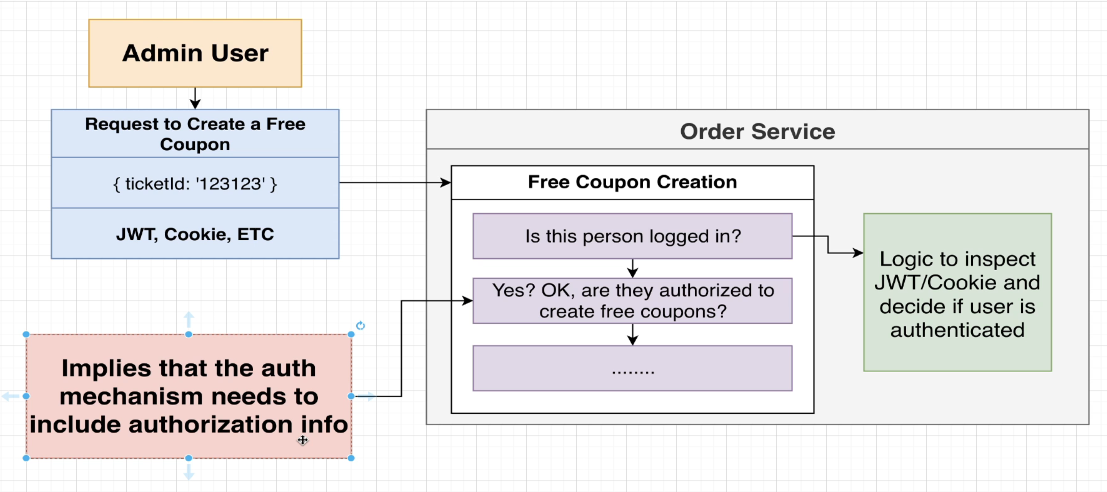 Admin User
Request to Create a Free
Coupon
{ ticketId: '123123' }
JWT, Cookie, ETC
Order Service
Free Coupon Creation
Is this person logged in?
Yes? OK, are they authorized to
create free coupons?
........
Logic to inspect
JWT/Cookie and
decide if user is
authenticated
Implies that the auth
mechanism needs to
include authorization info